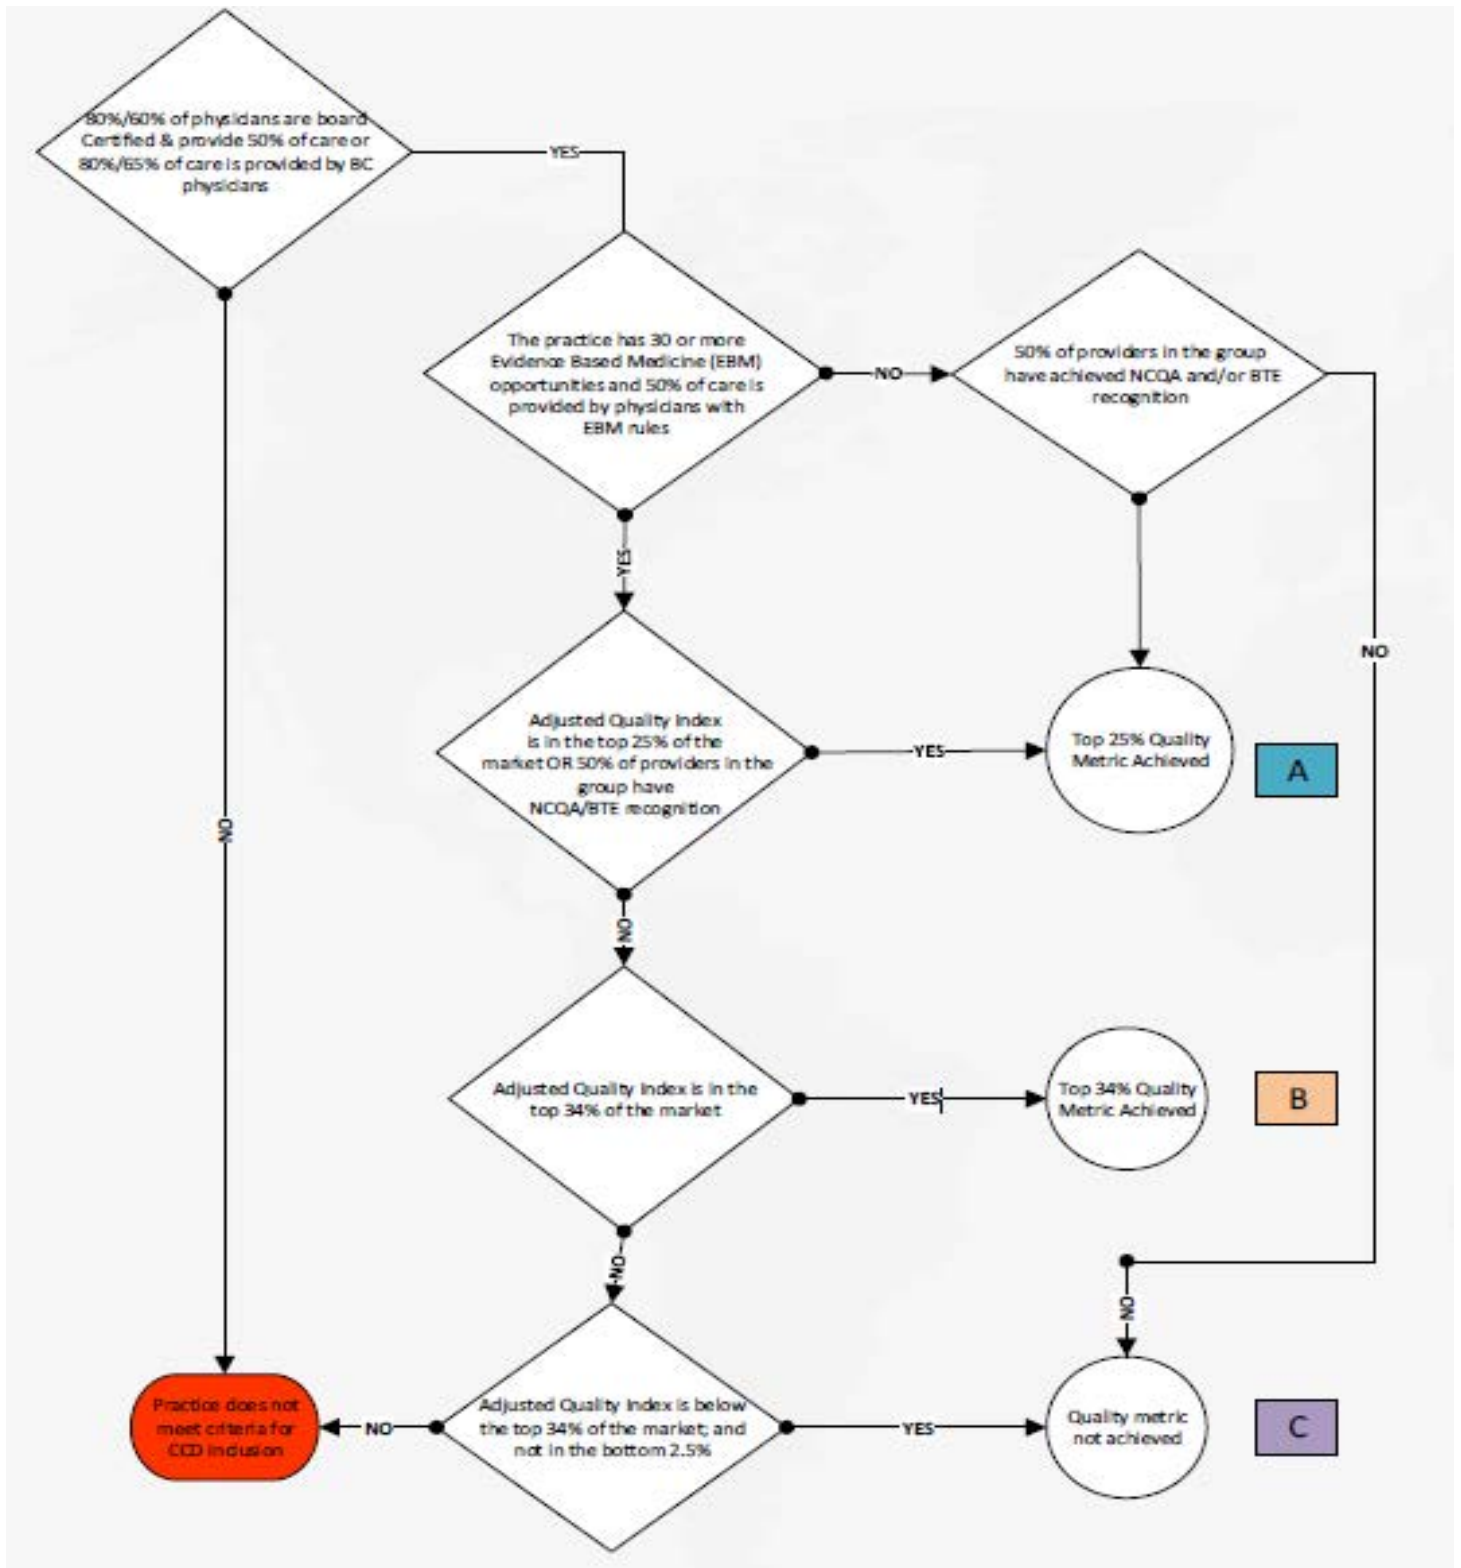 80%/60% of physicians are board
Certified & provide 50% of care or
80%/65% of care is provided by BC
physicians
YES
The practice has 30 or more
Evidence Based Medicine (EBM)
opportunities and 50% of care is
provided by physicians with
EBM rules
NO
50% of providers in the group
have achieved NCQA and/or BTE
recognition
YES
NO
Adjusted Quality Index
is in the top 25% of the
market OR 50% of providers in the
group have
NCQA/BTE recognition
YES
Top 25% Quality
Metric Achieved
A
NO
NO
Adjusted Quality Index is in the
top 34% of the market
YES
Top 34% Quality
Metric Achieved
B
NO
NO
Practice does not
meet criteria for
CCD inclusion
NO
Adjusted Quality Index is below
the top 34% of the market; and
not in the bottom 2.5%
YES
Quality metric
not achieved
C